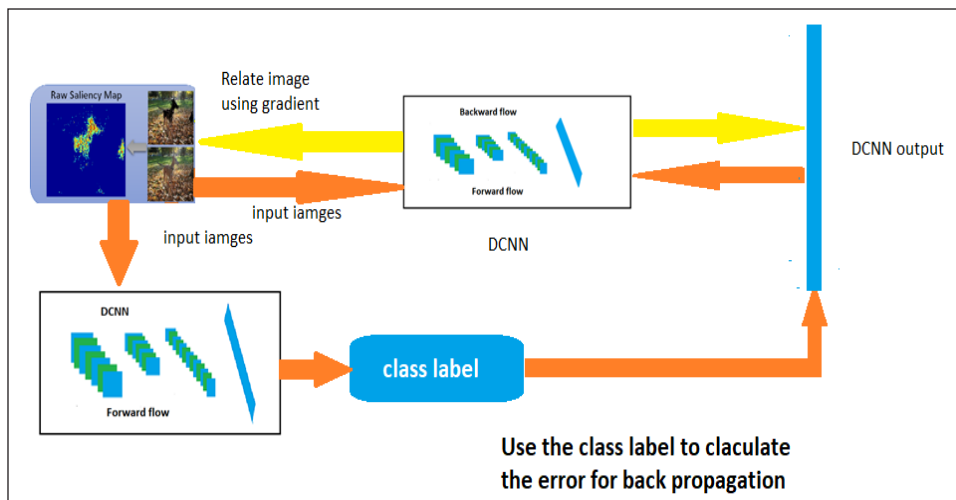 Raw Saliency Map
Relate image
using gradient
Backward flow
Forward flow
DCNN output
input iamges
input iamges
DCNN
DCNN
Forward flow
class label
Use the class label to claculate
the error for back propagation